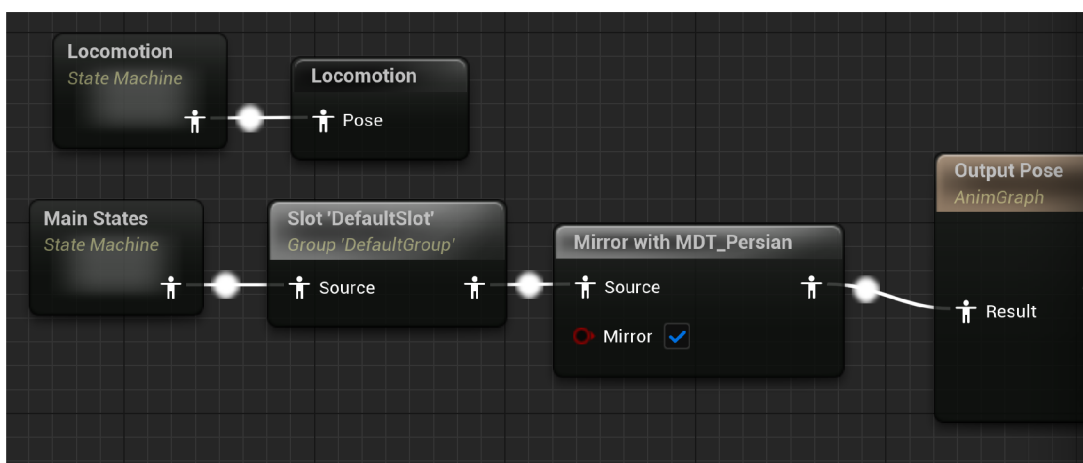 Locomotion
State Machine
Locomotion
Pose
Main States
State Machine
Slot 'DefaultSlot'
Group 'DefaultGroup'
Source
Mirror with MDT_Persian
Source
Mirror
Output Pose
AnimGraph
Result